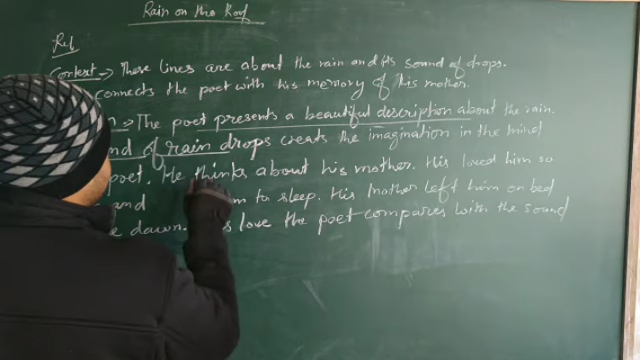 Rain on the Roof
Ref
Context → These lines are about the rain and its sound of drops.
connects the poet with his memory of his mother.
→ The poet presents a beautiful description about the rain.
nd of rain drops creats the imagination in the mind
poet. He thinks about his mother. His loved him so
and m to sleep. His Mother left him on bed
e dawn. s love the poet compares with the sound